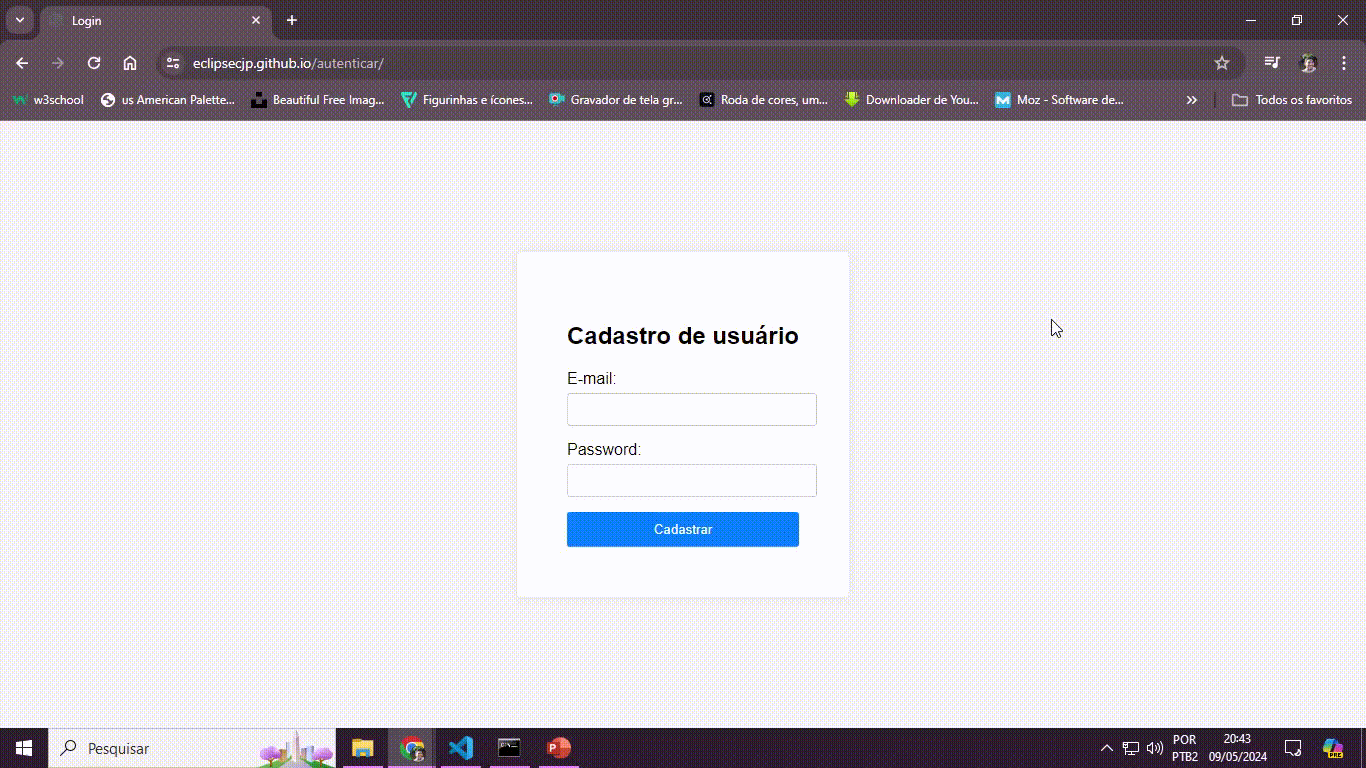 Login
eclipsecjp.github.io/autenticar/
w3school
us American Palette...
Beautiful Free Imag...
Figurinhas e ícones...
Gravador de tela gr...
Roda de cores, um...
Downloader de You...
Moz - Software de...
Todos os favoritos
Cadastro de usuário
E-mail:
Password:
Cadastrar
Pesquisar
POR
PTB2
20:43
09/05/2024
PRE